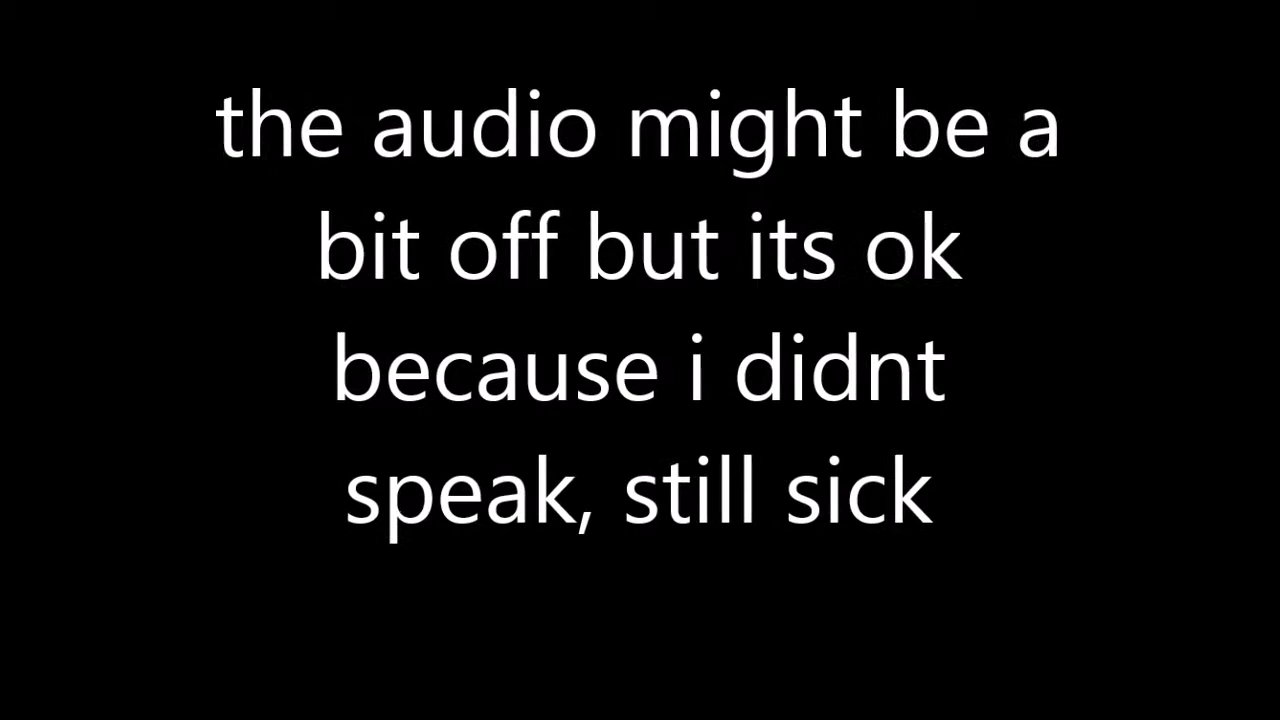 the audio might be a
bit off but its ok
because i didnt
speak, still sick